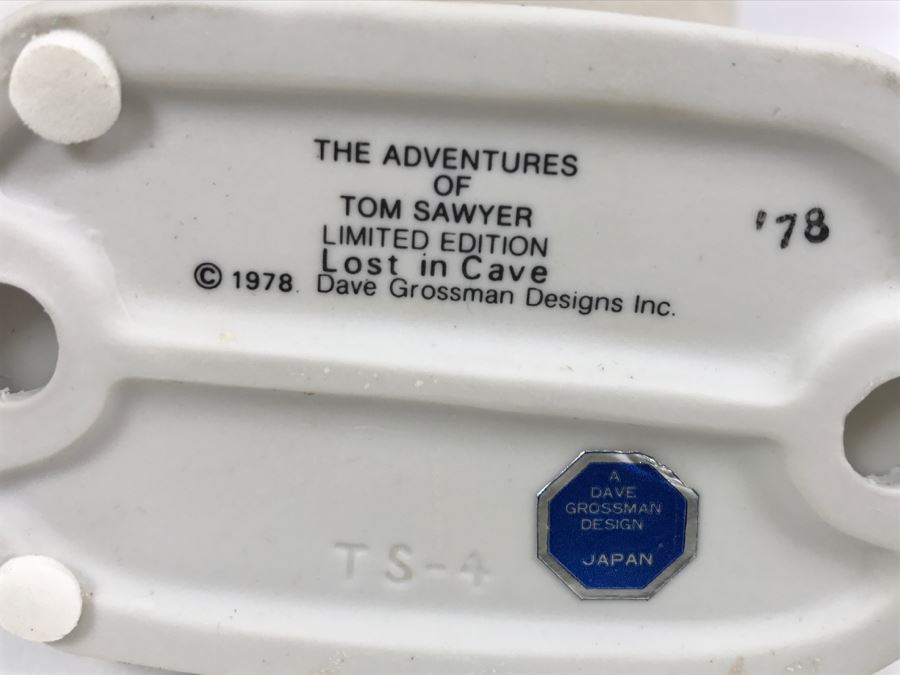 THE ADVENTURES
OF
TOM SAWYER
LIMITED EDITION
Lost in Cave
© 1978. Dave Grossman Designs Inc.
'78
TS-4
A
DAVE
GROSSMAN
DESIGN
JAPAN